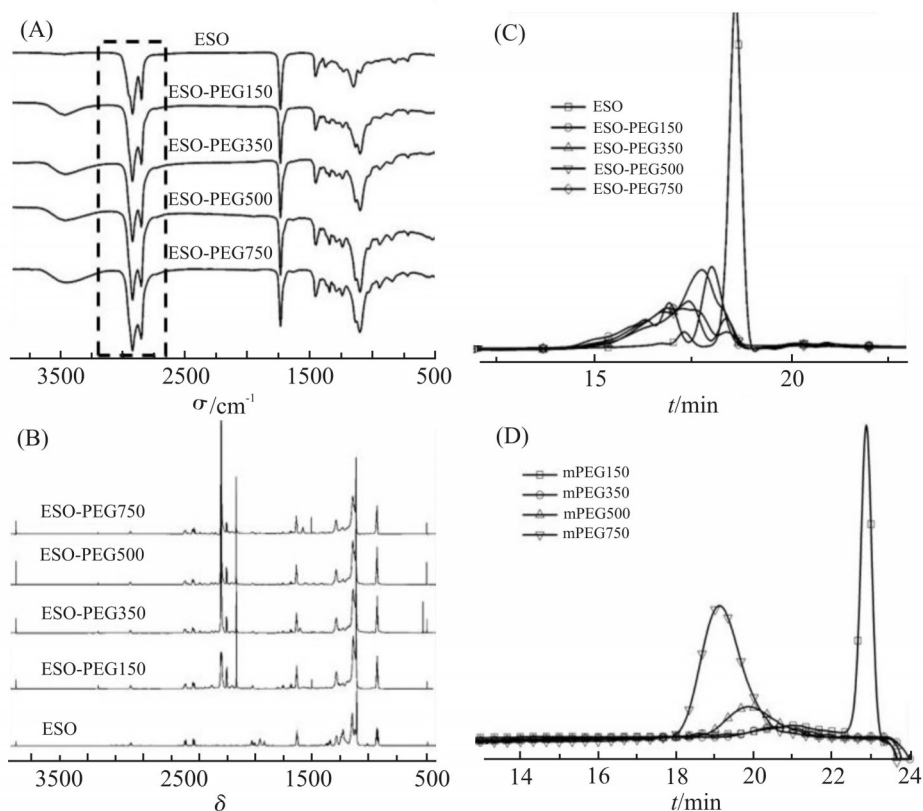 (A)
ESO
ESO-PEG150
ESO-PEG350
ESO-PEG500
ESO-PEG750
3500 2500 1500 500
σ/cm⁻¹
(C)
ESO
ESO-PEG150
ESO-PEG350
ESO-PEG500
ESO-PEG750
15 20
t/min
(B)
ESO-PEG750
ESO-PEG500
ESO-PEG350
ESO-PEG150
ESO
3500 2500 1500 500
δ
(D)
mPEG150
mPEG350
mPEG500
mPEG750
14 16 18 20 22 24
t/min